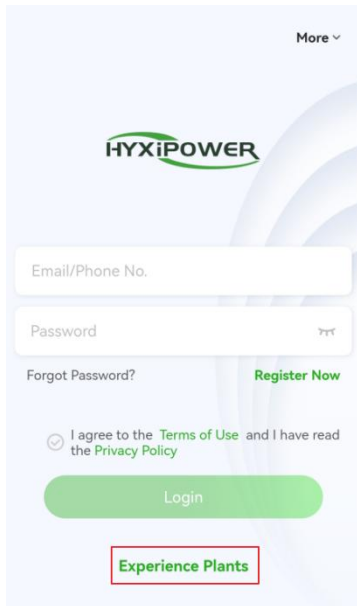 More
HYXiPOWER
Email/Phone No.
Password
Forgot Password?
Register Now
I agree to the Terms of Use and I have read
the Privacy Policy
Login
Experience Plants